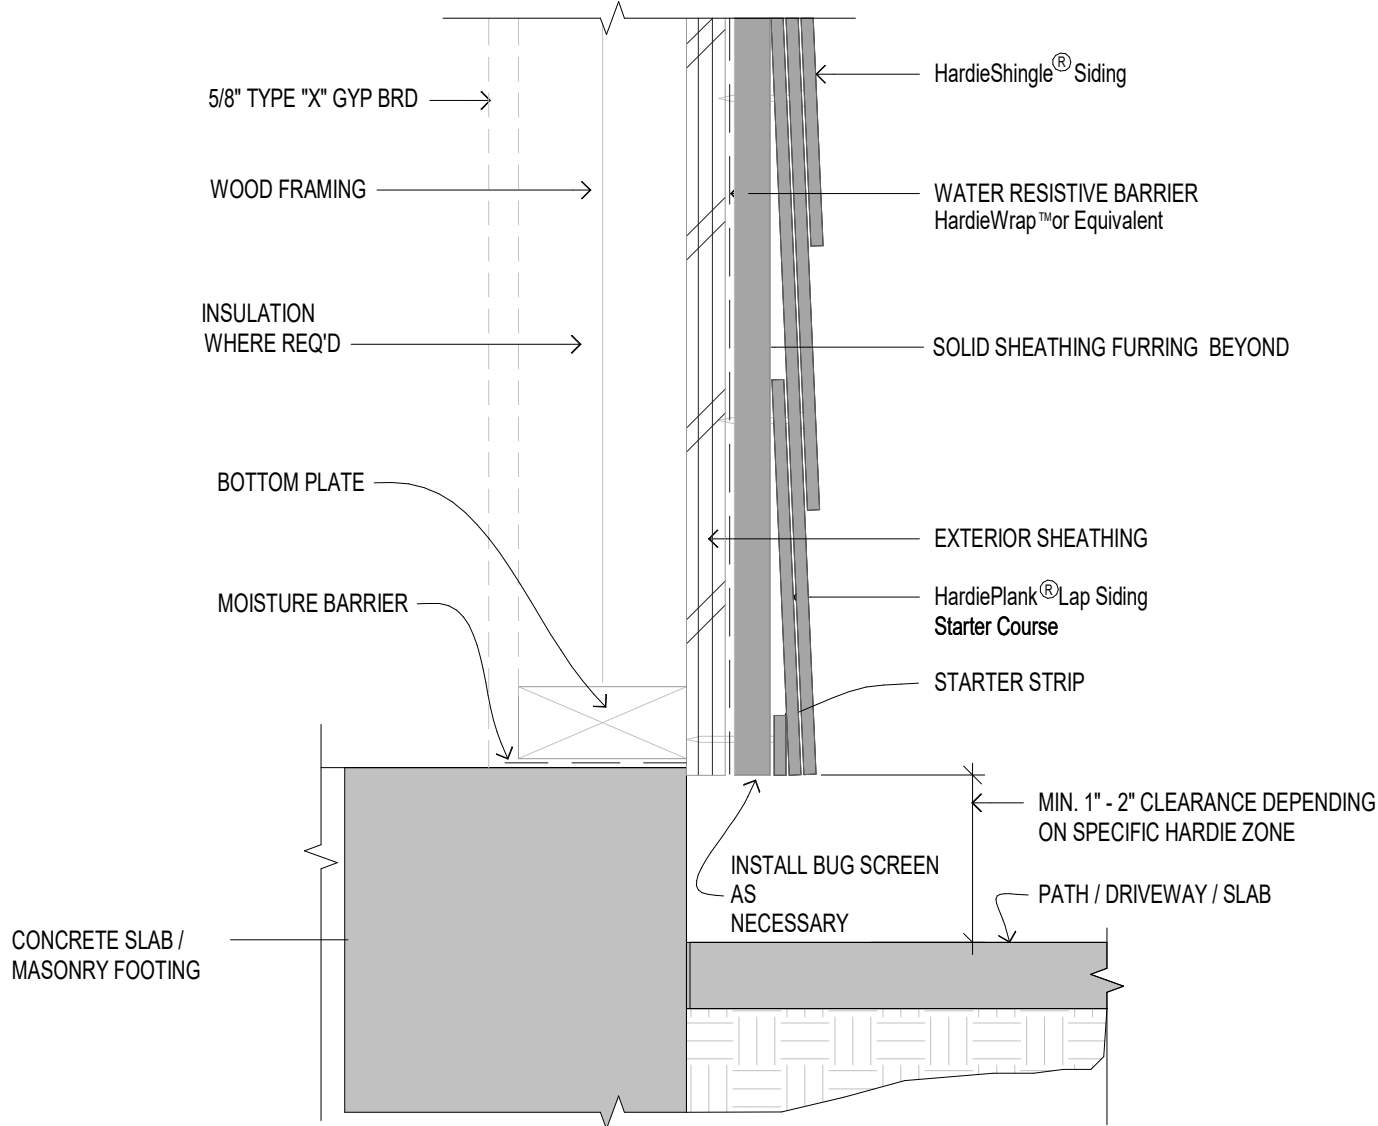 HardieShingle® Siding
5/8" TYPE "X" GYP BRD
WOOD FRAMING
WATER RESISTIVE BARRIER
HardieWrap™or Equivalent
INSULATION
WHERE REQ'D
SOLID SHEATHING FURRING BEYOND
BOTTOM PLATE
EXTERIOR SHEATHING
MOISTURE BARRIER
HardiePlank®Lap Siding
Starter Course
STARTER STRIP
MIN. 1" - 2" CLEARANCE DEPENDING
ON SPECIFIC HARDIE ZONE
INSTALL BUG SCREEN
AS
NECESSARY
PATH / DRIVEWAY / SLAB
CONCRETE SLAB /
MASONRY FOOTING